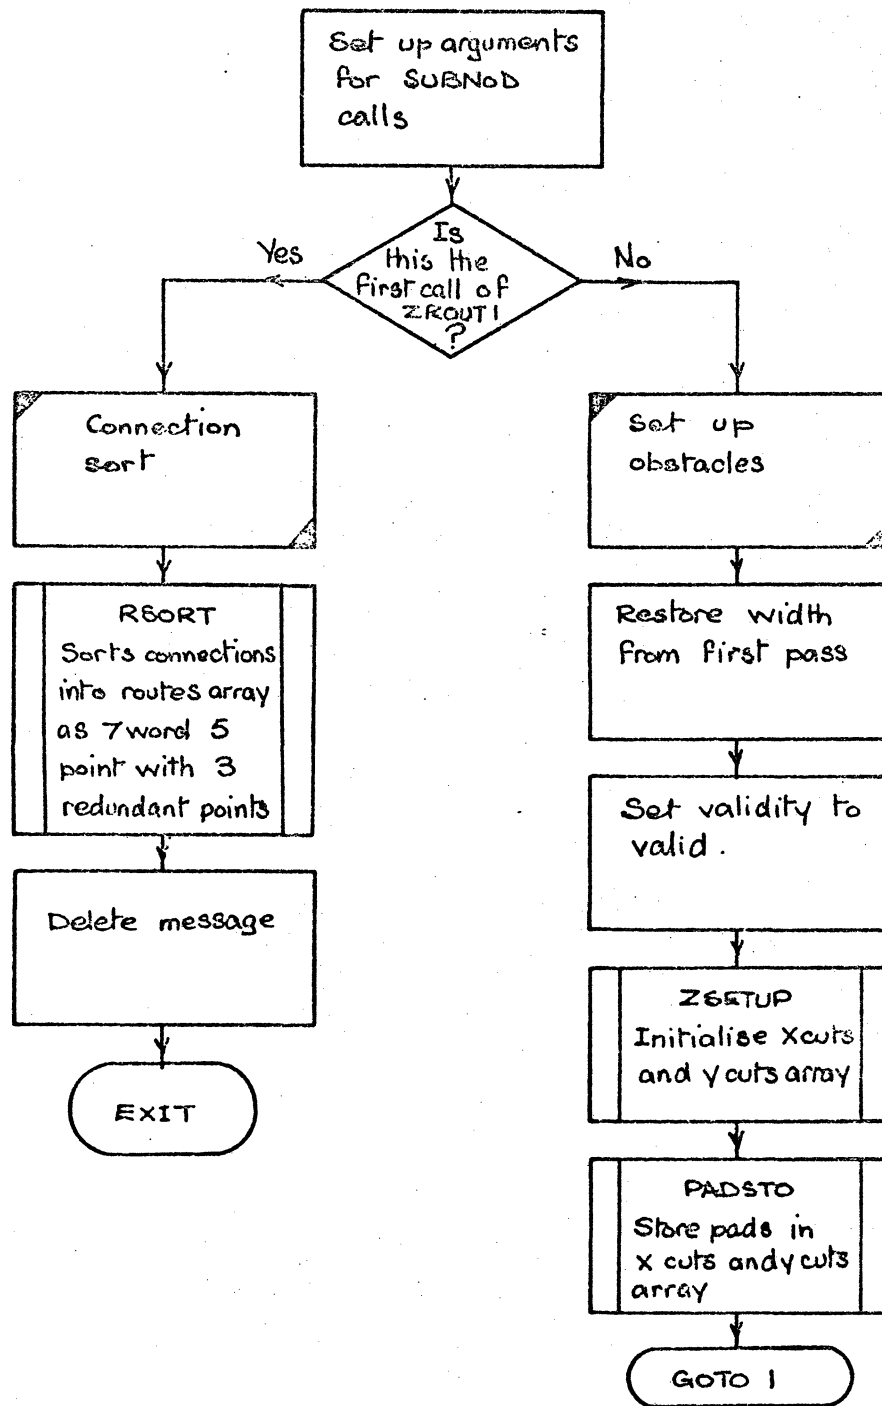 Set up arguments
for SUBNOD
calls
Is
this the
first call of
ZROUT1
?
Yes
No
Connection
sort
RSORT
Sorts connections
into routes array
as 7 word 5
point with 3
redundant points
Delete message
EXIT
Set up
obstacles
Restore width
from first pass
Set validity to
valid.
ZSETUP
Initialise Xcuts
and y cuts array
PADSTO
Store pads in
x cuts and y cuts
array
GOTO 1